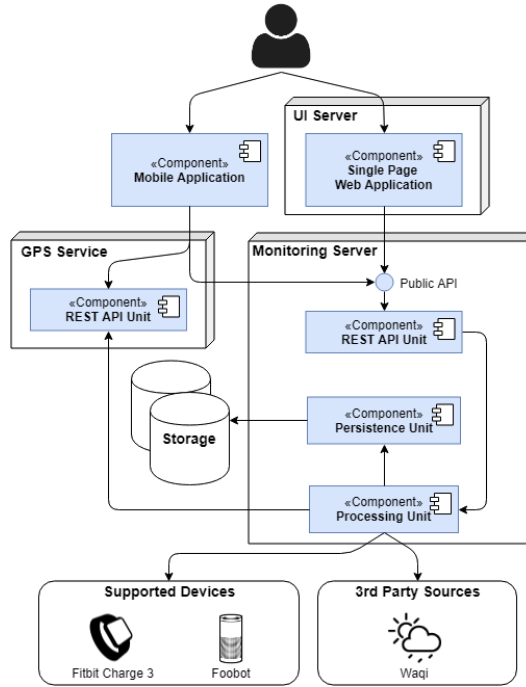 UI Server
«Component»
Mobile Application
«Component»
Single Page
Web Application
GPS Service
Monitoring Server
Public API
«Component»
REST API Unit
«Component»
REST API Unit
«Component»
Persistence Unit
Storage
«Component»
Processing Unit
Supported Devices
3rd Party Sources
Fitbit Charge 3
Foobot
Waqi